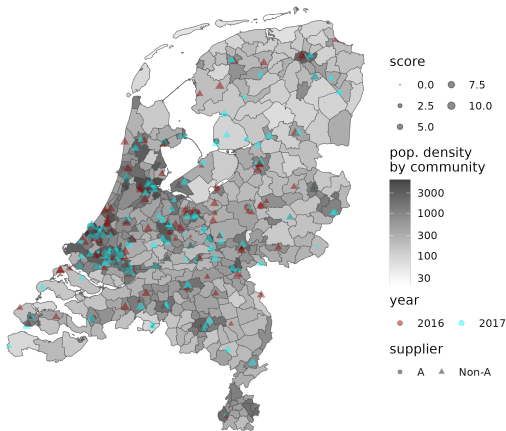 score
0.0 7.5
2.5 10.0
5.0
pop. density
by community
3000
1000
300
100
30
year
2016 2017
supplier
A Non-A